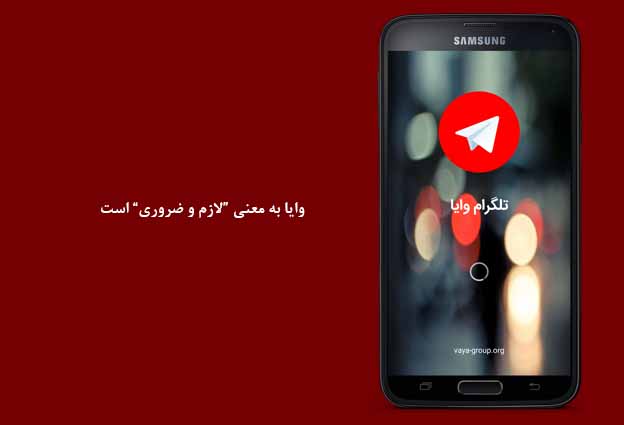 SAMSUNG
تلگرام وایا
وایا به معنی ”لازم و ضروری“ است
vaya-group.org